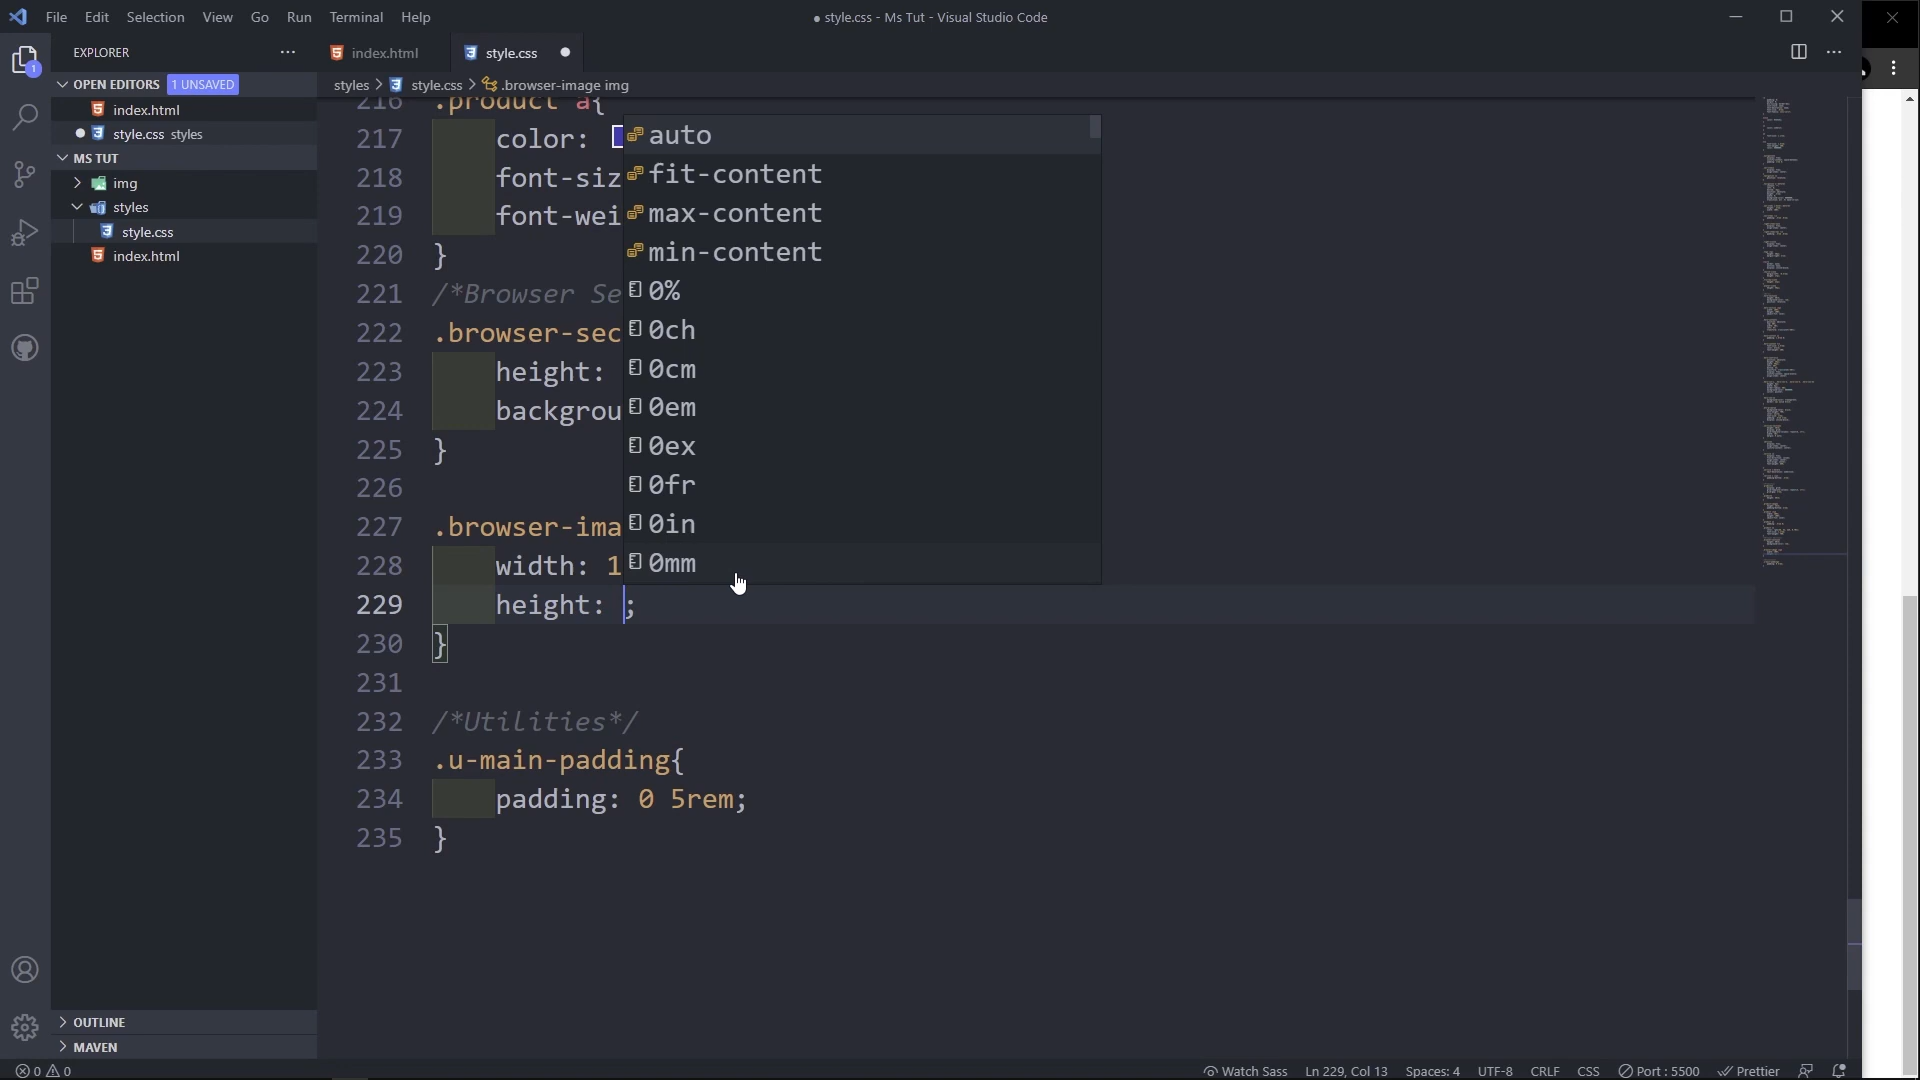 File Edit Selection View Go Run Terminal Help
● style.css - Ms Tut - Visual Studio Code
EXPLORER
index.html
style.css
OPEN EDITORS 1 UNSAVED
styles > style.css > .browser-image img
index.html
style.css styles
MS TUT
img
styles
style.css
index.html
1
216 .product a{
217 color:
218 font-siz
219 font-wei
220 }
221 /*Browser Se
222 .browser-sec
223 height:
224 backgrou
225 }
226
227 .browser-ima
228 width: 1
229 height: ;
230 }
231
232 /*Utilities*/
233 .u-main-padding{
234 padding: 0 5rem;
235 }
auto
fit-content
max-content
min-content
0%
0ch
0cm
0em
0ex
0fr
0in
0mm
OUTLINE
MAVEN
0 0
Watch Sass Ln 229, Col 13 Spaces: 4 UTF-8 CRLF CSS Port : 5500 Prettier